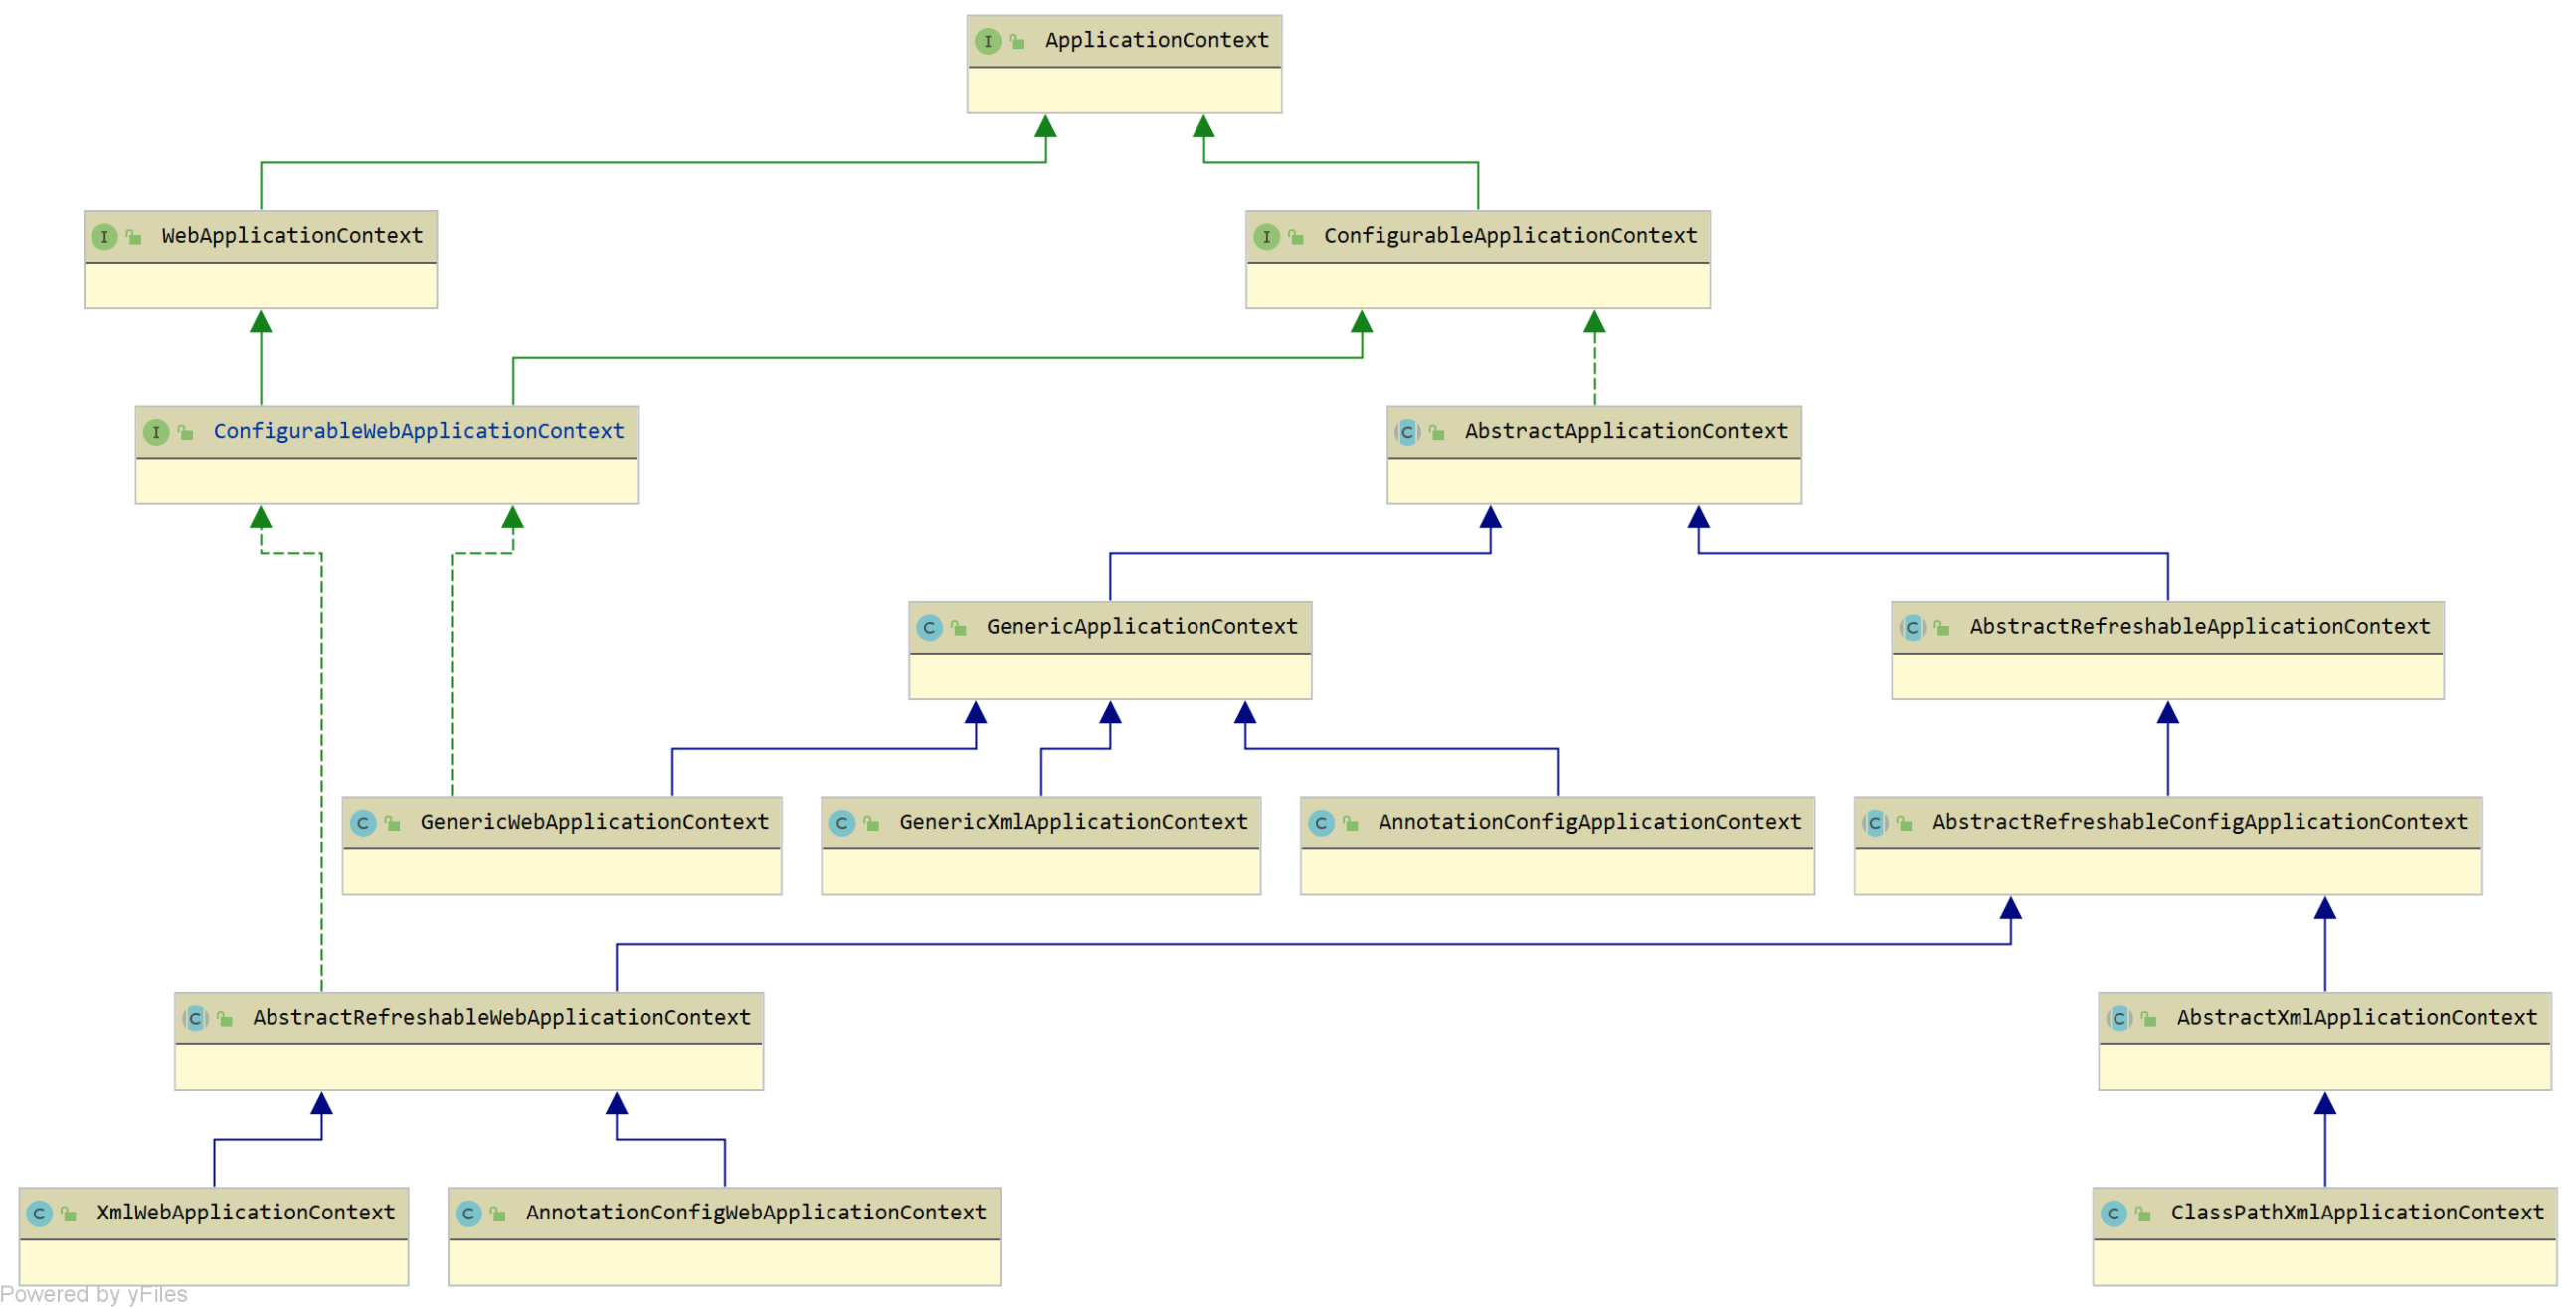 I ApplicationContext
I WebApplicationContext
I ConfigurableApplicationContext
I ConfigurableWebApplicationContext
C AbstractApplicationContext
C GenericApplicationContext
C AbstractRefreshableApplicationContext
C GenericWebApplicationContext
C GenericXmlApplicationContext
C AnnotationConfigApplicationContext
C AbstractRefreshableConfigApplicationContext
C AbstractRefreshableWebApplicationContext
C AbstractXmlApplicationContext
C XmlWebApplicationContext
C AnnotationConfigWebApplicationContext
C ClassPathXmlApplicationContext
Powered by yFiles